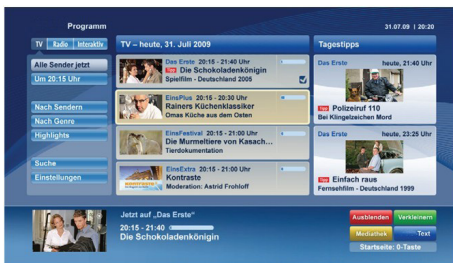 Programm
31.07.09 | 20:20
TV Radio Interaktiv
Alle Sender jetzt
Um 20:15 Uhr
Nach Sendern
Nach Genre
Highlights
Suche
Einstellungen
TV – heute, 31. Juli 2009
Das Erste 20:15 - 21:40 Uhr
Tipp Die Schokoladenkönigin
Spielfilm - Deutschland 2005
EinsPlus 20:15 - 20:30 Uhr
Rainers Küchenklassiker
Omas Küche aus dem Osten
EinsFestival 20:15 - 21:00 Uhr
Die Murmeltiere von Kasach...
Tierdokumentation
EinsExtra 20:15 - 21:00 Uhr
Kontraste
Moderation: Astrid Frohloff
Tagestipps
Das Erste heute, 21:40 Uhr
Tipp Polizeiruf 110
Bei Klingelzeichen Mord
Das Erste heute, 23:25 Uhr
Tipp Einfach raus
Fernsehfilm - Deutschland 1999
Jetzt auf „Das Erste“
20:15 - 21:40
Die Schokoladenkönigin
Ausblenden Verkleinern
Mediathek Text
Startseite: 0-Taste